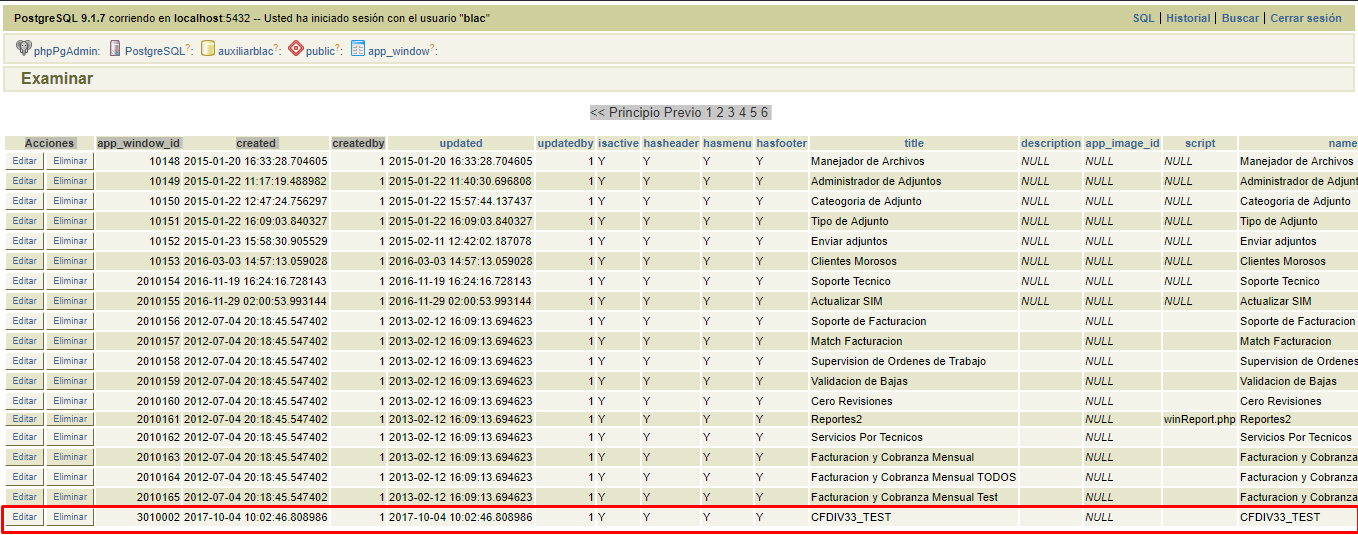 PostgreSQL 9.1.7 corriendo en localhost:5432 -- Usted ha iniciado sesión con el usuario "blac" SQL | Historial | Buscar | Cerrar sesión
phpPgAdmin: PostgreSQL?: auxiliarblac?: public?: app_window?:
Examinar
<< Principio Previo 1 2 3 4 5 6
Acciones app_window_id created createdby updated updatedby isactive hasheader hasmenu hasfooter title description app_image_id script name
Editar Eliminar 10148 2015-01-20 16:33:28.704605 1 2015-01-20 16:33:28.704605 1 Y Y Y Y Manejador de Archivos NULL NULL NULL Manejador de Archivos
Editar Eliminar 10149 2015-01-22 11:17:19.488982 1 2015-01-22 11:40:30.696808 1 Y Y Y Y Administrador de Adjuntos NULL NULL NULL Administrador de Adjunt
Editar Eliminar 10150 2015-01-22 12:47:24.756297 1 2015-01-22 15:57:44.137437 1 Y Y Y Y Cateogoria de Adjunto NULL NULL NULL Cateogoria de Adjunto
Editar Eliminar 10151 2015-01-22 16:09:03.840327 1 2015-01-22 16:09:03.840327 1 Y Y Y Y Tipo de Adjunto NULL NULL NULL Tipo de Adjunto
Editar Eliminar 10152 2015-01-23 15:58:30.905529 1 2015-02-11 12:42:02.187078 1 Y Y Y Y Enviar adjuntos NULL NULL NULL Enviar adjuntos
Editar Eliminar 10153 2016-03-03 14:57:13.059028 1 2016-03-03 14:57:13.059028 1 Y Y Y Y Clientes Morosos NULL NULL NULL Clientes Morosos
Editar Eliminar 2010154 2016-11-19 16:24:16.728143 1 2016-11-19 16:24:16.728143 1 Y Y Y Y Soporte Tecnico NULL NULL NULL Soporte Tecnico
Editar Eliminar 2010155 2016-11-29 02:00:53.993144 1 2016-11-29 02:00:53.993144 1 Y Y Y Y Actualizar SIM NULL NULL NULL Actualizar SIM
Editar Eliminar 2010156 2012-07-04 20:18:45.547402 1 2013-02-12 16:09:13.694623 1 Y Y Y Y Soporte de Facturacion NULL Soporte de Facturacion
Editar Eliminar 2010157 2012-07-04 20:18:45.547402 1 2013-02-12 16:09:13.694623 1 Y Y Y Y Match Facturacion NULL Match Facturacion
Editar Eliminar 2010158 2012-07-04 20:18:45.547402 1 2013-02-12 16:09:13.694623 1 Y Y Y Y Supervision de Ordenes de Trabajo NULL Supervision de Ordenes
Editar Eliminar 2010159 2012-07-04 20:18:45.547402 1 2013-02-12 16:09:13.694623 1 Y Y Y Y Validacion de Bajas NULL Validacion de Bajas
Editar Eliminar 2010160 2012-07-04 20:18:45.547402 1 2013-02-12 16:09:13.694623 1 Y Y Y Y Cero Revisiones NULL Cero Revisiones
Editar Eliminar 2010161 2012-07-04 20:18:45.547402 1 2013-02-12 16:09:13.694623 1 Y Y Y Y Reportes2 NULL winReport.php Reportes2
Editar Eliminar 2010162 2012-07-04 20:18:45.547402 1 2013-02-12 16:09:13.694623 1 Y Y Y Y Servicios Por Tecnicos NULL Servicios Por Tecnicos
Editar Eliminar 2010163 2012-07-04 20:18:45.547402 1 2013-02-12 16:09:13.694623 1 Y Y Y Y Facturacion y Cobranza Mensual NULL Facturacion y Cobranza
Editar Eliminar 2010164 2012-07-04 20:18:45.547402 1 2013-02-12 16:09:13.694623 1 Y Y Y Y Facturacion y Cobranza Mensual TODOS NULL Facturacion y Cobranza
Editar Eliminar 2010165 2012-07-04 20:18:45.547402 1 2013-02-12 16:09:13.694623 1 Y Y Y Y Facturacion y Cobranza Mensual Test NULL Facturacion y Cobranza
Editar Eliminar 3010002 2017-10-04 10:02:46.808986 1 2017-10-04 10:02:46.808986 1 Y Y Y Y CFDIV33_TEST NULL CFDIV33_TEST